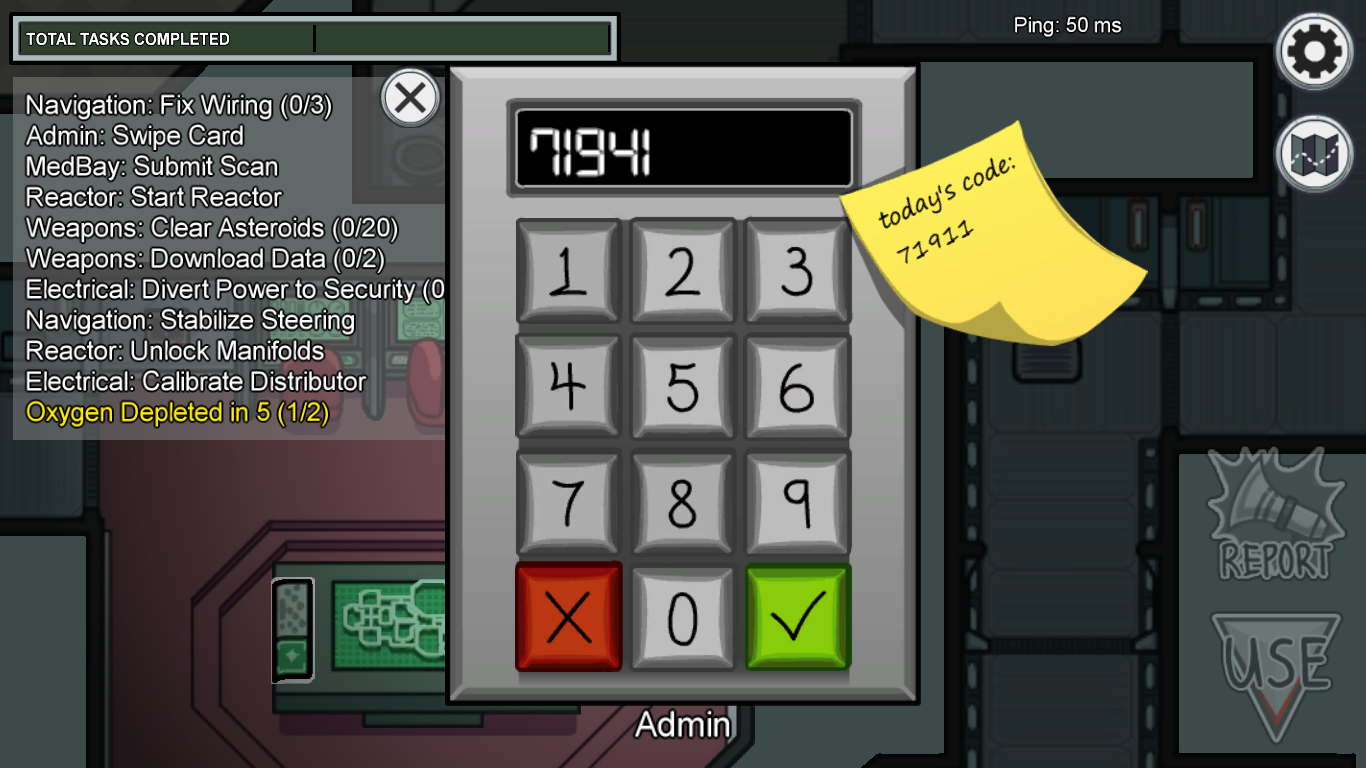 TOTAL TASKS COMPLETED
Ping: 50 ms
Navigation: Fix Wiring (0/3)
Admin: Swipe Card
MedBay: Submit Scan
Reactor: Start Reactor
Weapons: Clear Asteroids (0/20)
Weapons: Download Data (0/2)
Electrical: Divert Power to Security (0
Navigation: Stabilize Steering
Reactor: Unlock Manifolds
Electrical: Calibrate Distributor
Oxygen Depleted in 5 (1/2)
71941
today's code:
71911
1 2 3
4 5 6
7 8 9
0
Admin
REPORT
USE